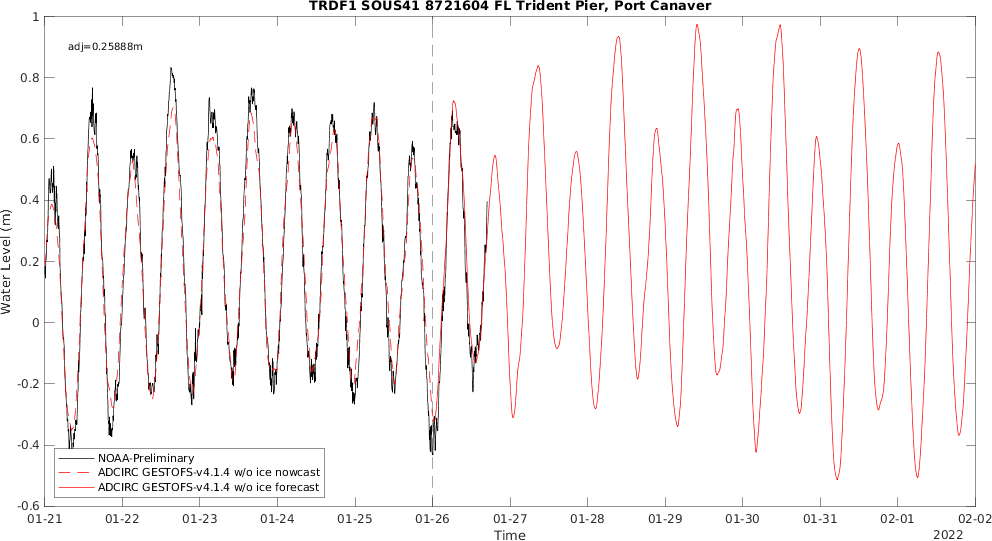 TRDF1 SOUS41 8721604 FL Trident Pier, Port Canaver
adj=0.25888m
1
0.8
0.6
0.4
0.2
0
-0.2
-0.4
-0.6
Water Level (m)
NOAA-Preliminary
ADCIRC GESTOFS-v4.1.4 w/o ice nowcast
ADCIRC GESTOFS-v4.1.4 w/o ice forecast
01-21 01-22 01-23 01-24 01-25 01-26 01-27 01-28 01-29 01-30 01-31 02-01 02-02
Time
2022